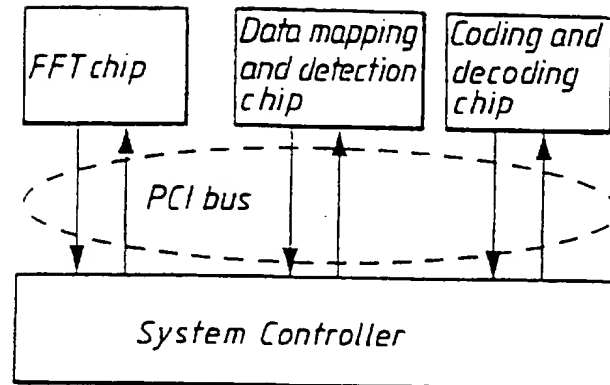 FFT chip
Data mapping
and detection
chip
Coding and
decoding
chip
PCI bus
System Controller